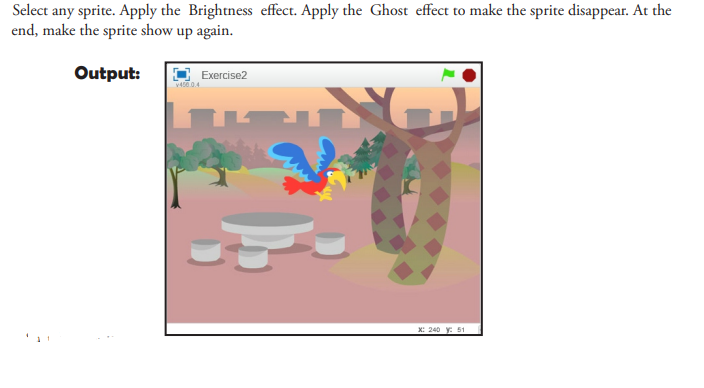 Select any sprite. Apply the Brightness effect. Apply the Ghost effect to make the sprite disappear. At the
end, make the sprite show up again.
Output:
Exercise2
v456.0.4
X: 240 y: 51